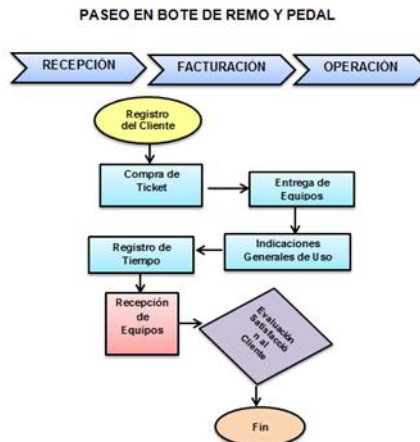 PASEO EN BOTE DE REMO Y PEDAL
RECEPCIÓN
FACTURACIÓN
OPERACIÓN
Registro
del Cliente
Compra de
Ticket
Entrega de
Equipos
Registro de
Tiempo
Indicaciones
Generales de Uso
Recepción
de
Equipos
Evaluación
Satisfacció
n al
Cliente
Fin